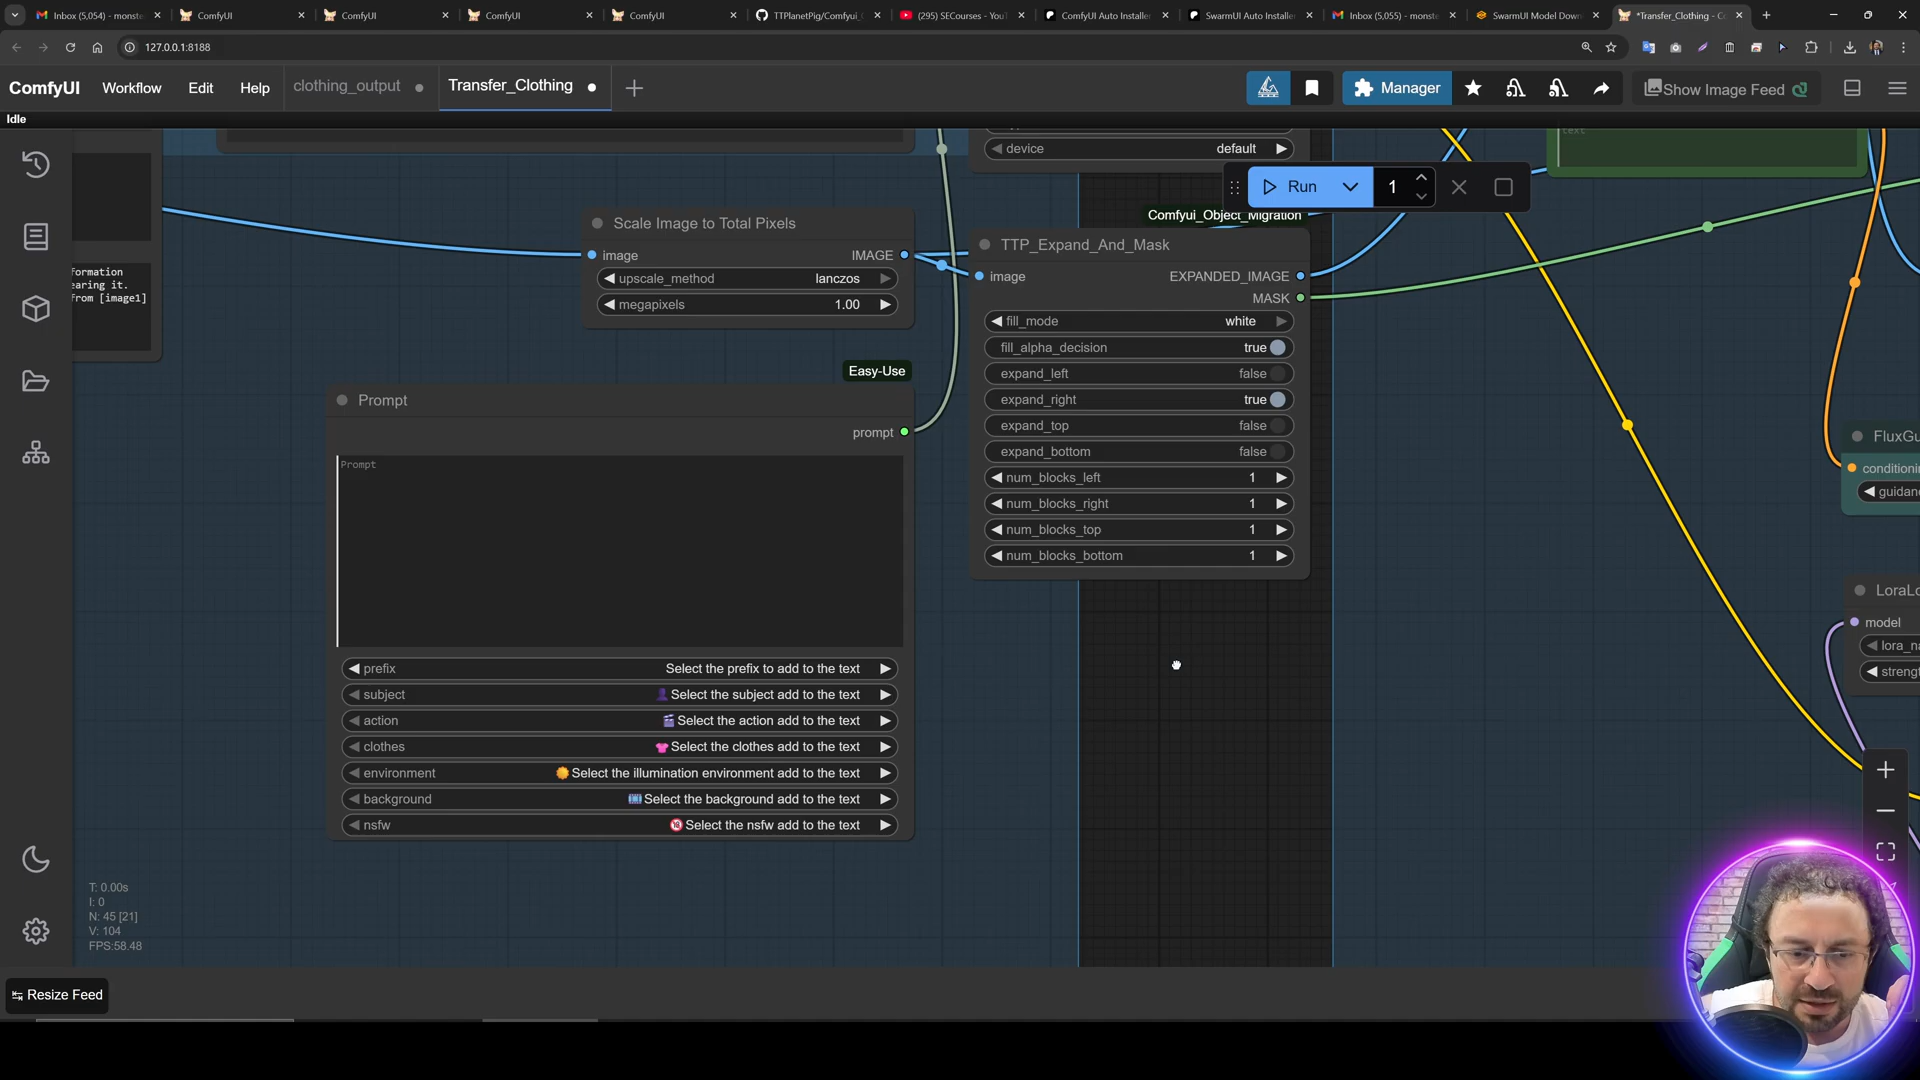 Inbox (5,054) - monste
ComfyUI
ComfyUI
ComfyUI
ComfyUI
TTPlanetPig/Comfyui_
(295) SECourses - You
ComfyUI Auto Installer
SwarmUI Auto Installer
Inbox (5,055) - monste
SwarmUI Model Down
*Transfer_Clothing - C
127.0.0.1:8188
ComfyUI
Workflow
Edit
Help
clothing_output
Transfer_Clothing
Manager
Show Image Feed
Idle
text
device
default
Run
1
Comfyui_Object_Migration
Scale Image to Total Pixels
image
IMAGE
upscale_method
lanczos
megapixels
1.00
TTP_Expand_And_Mask
image
EXPANDED_IMAGE
MASK
fill_mode
white
fill_alpha_decision
true
expand_left
false
expand_right
true
expand_top
false
expand_bottom
false
num_blocks_left
1
num_blocks_right
1
num_blocks_top
1
num_blocks_bottom
1
formation
earing it.
from [image1]
Easy-Use
Prompt
prompt
Prompt
prefix
Select the prefix to add to the text
subject
Select the subject add to the text
action
Select the action add to the text
clothes
Select the clothes add to the text
environment
Select the illumination environment add to the text
background
Select the background add to the text
nsfw
Select the nsfw add to the text
FluxGu
conditioni
guidan
LoraLo
model
lora_na
strengt
T: 0.00s
I: 0
N: 45 [21]
V: 104
FPS:58.48
Resize Feed